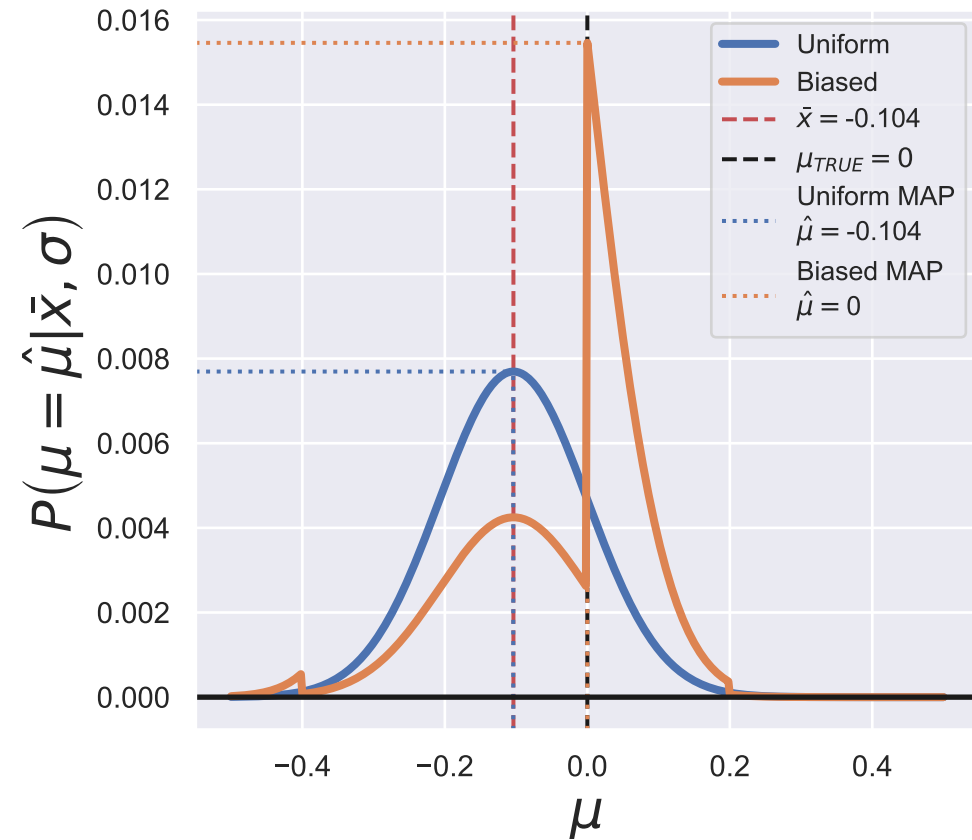 0.016
0.014
0.012
0.010
0.008
0.006
0.004
0.002
0.000
P(μ = μ̂|x̄, σ)
−0.4
−0.2
0.0
0.2
0.4
μ
Uniform
Biased
x̄ = -0.104
μ_TRUE = 0
Uniform MAP
μ̂ = -0.104
Biased MAP
μ̂ = 0